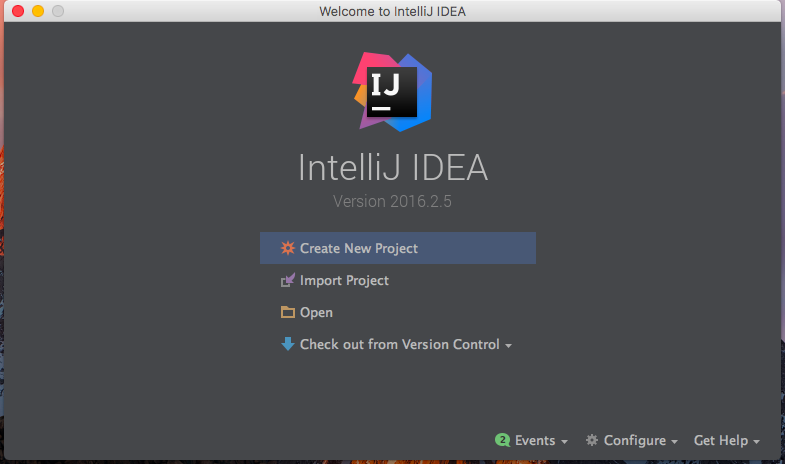 Welcome to IntelliJ IDEA
IJ
IntelliJ IDEA
Version 2016.2.5
Create New Project
Import Project
Open
Check out from Version Control
2 Events Configure Get Help